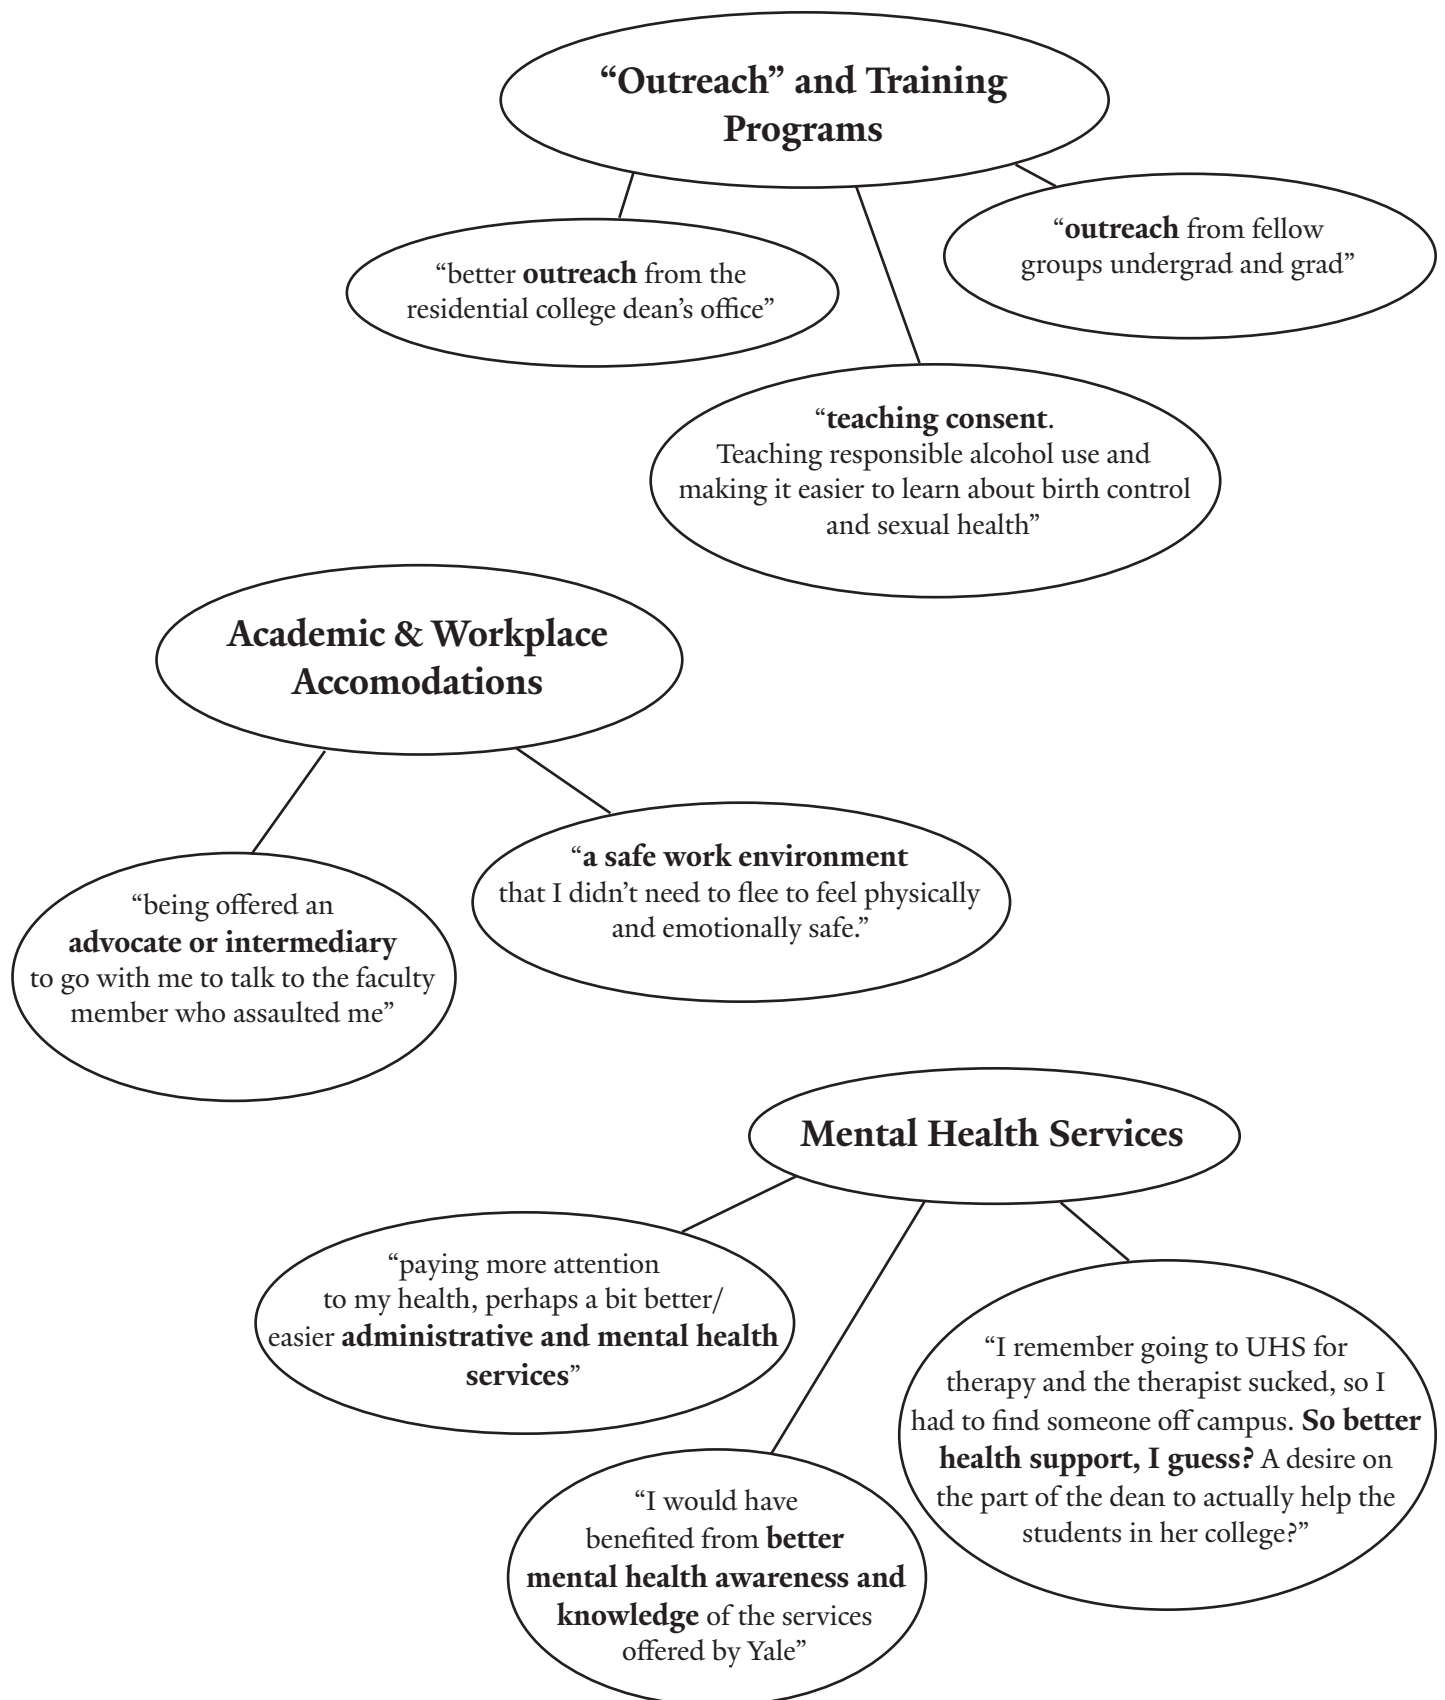 “Outreach” and Training
Programs
“better outreach from the
residential college dean’s office”
“outreach from fellow
groups undergrad and grad”
“teaching consent.
Teaching responsible alcohol use and
making it easier to learn about birth control
and sexual health”
Academic & Workplace
Accomodations
“being offered an
advocate or intermediary
to go with me to talk to the faculty
member who assaulted me”
“a safe work environment
that I didn’t need to flee to feel physically
and emotionally safe.”
Mental Health Services
“paying more attention
to my health, perhaps a bit better/
easier administrative and mental health
services”
“I would have
benefited from better
mental health awareness and
knowledge of the services
offered by Yale”
“I remember going to UHS for
therapy and the therapist sucked, so I
had to find someone off campus. So better
health support, I guess? A desire on
the part of the dean to actually help the
students in her college?”